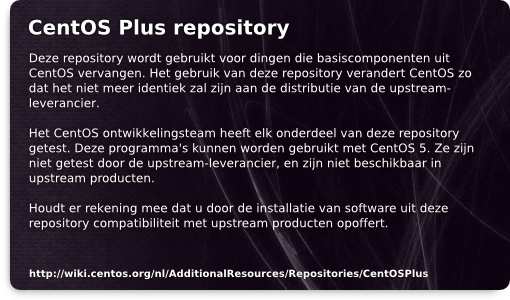 CentOS Plus repository
Deze repository wordt gebruikt voor dingen die basiscomponenten uit
CentOS vervangen. Het gebruik van deze repository verandert CentOS zo
dat het niet meer identiek zal zijn aan de distributie van de upstream-
leverancier.
Het CentOS ontwikkelingsteam heeft elk onderdeel van deze repository
getest. Deze programma's kunnen worden gebruikt met CentOS 5. Ze zijn
niet getest door de upstream-leverancier, en zijn niet beschikbaar in
upstream producten.
Houdt er rekening mee dat u door de installatie van software uit deze
repository compatibiliteit met upstream producten opoffert.
http://wiki.centos.org/nl/AdditionalResources/Repositories/CentOSPlus